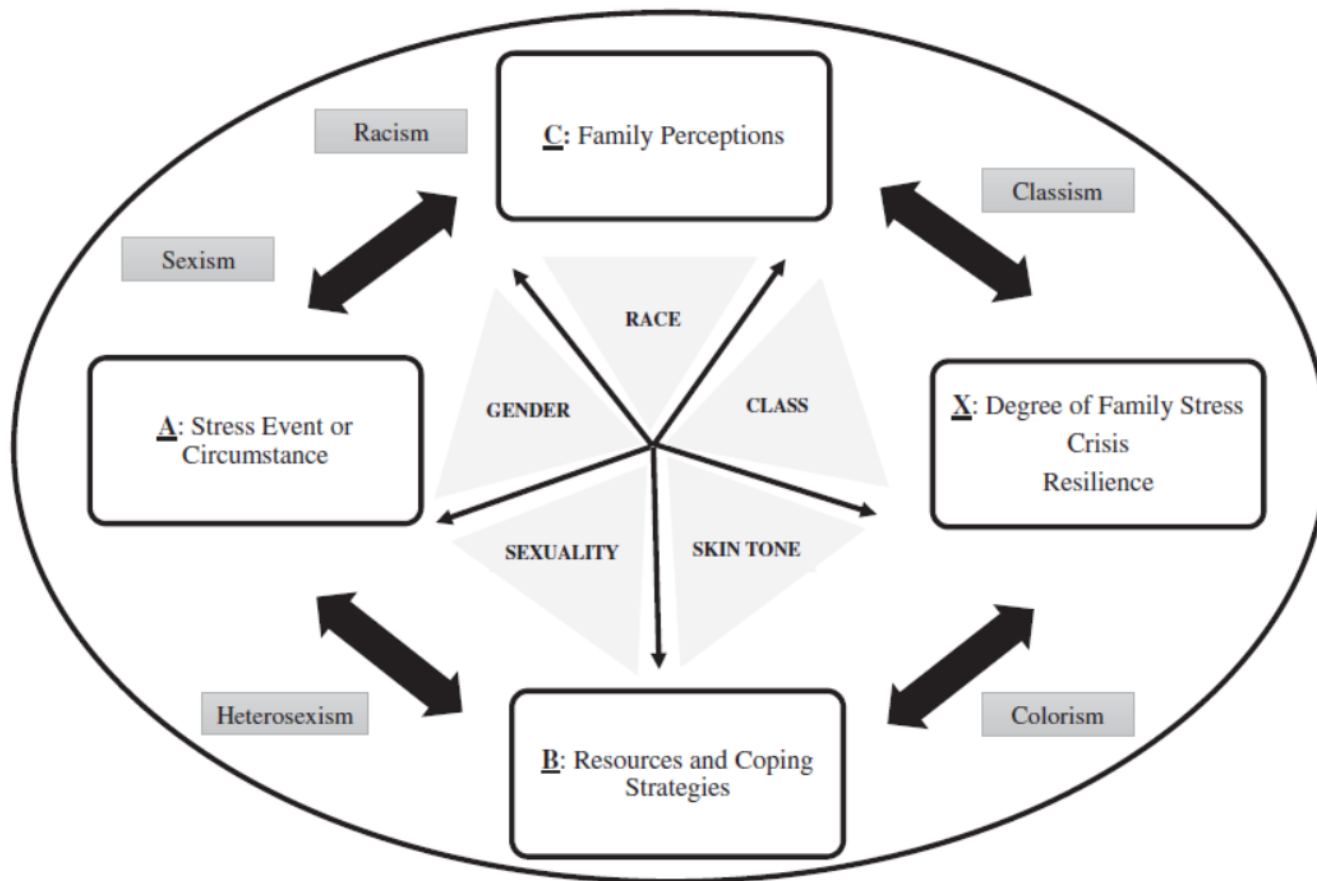 Racism
C: Family Perceptions
Classism
Sexism
RACE
GENDER
CLASS
A: Stress Event or
Circumstance
X: Degree of Family Stress
Crisis
Resilience
SEXUALITY
SKIN TONE
Heterosexism
Colorism
B: Resources and Coping
Strategies